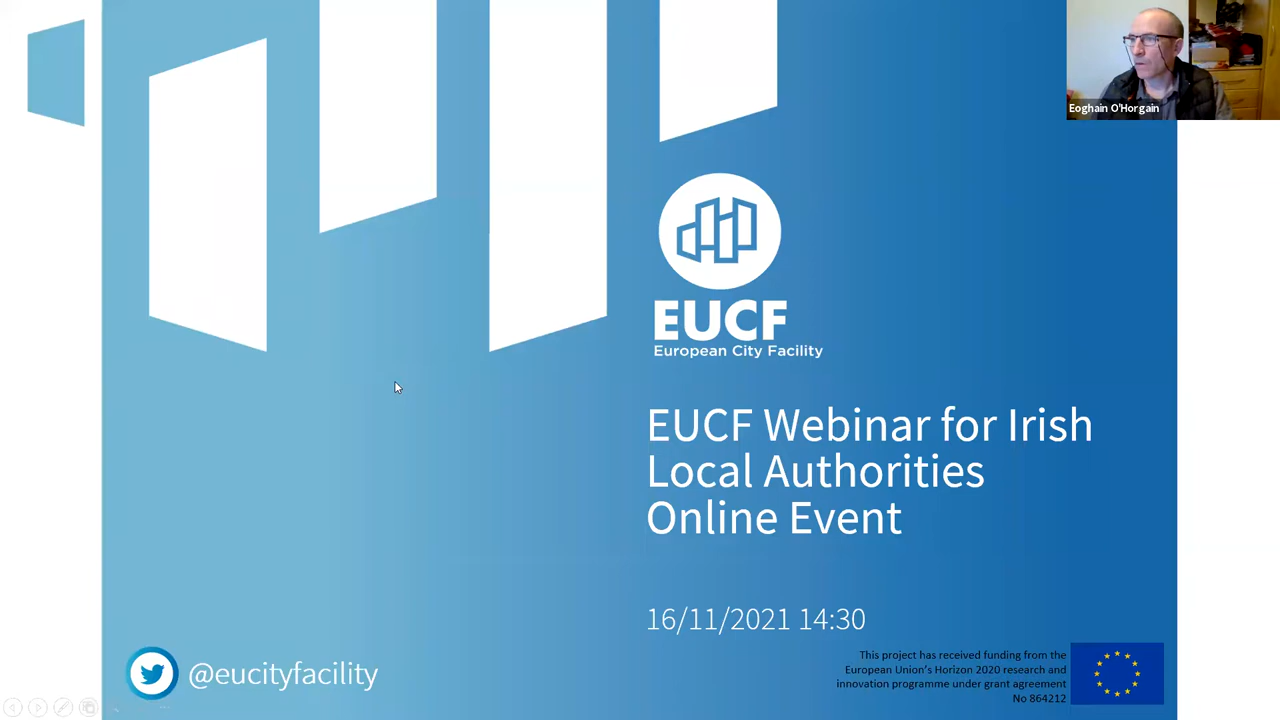 Eoghain O'Horgain
EUCF
European City Facility
EUCF Webinar for Irish
Local Authorities
Online Event
16/11/2021 14:30
@eucityfacility
This project has received funding from the
European Union's Horizon 2020 research and
innovation programme under grant agreement
No 864212